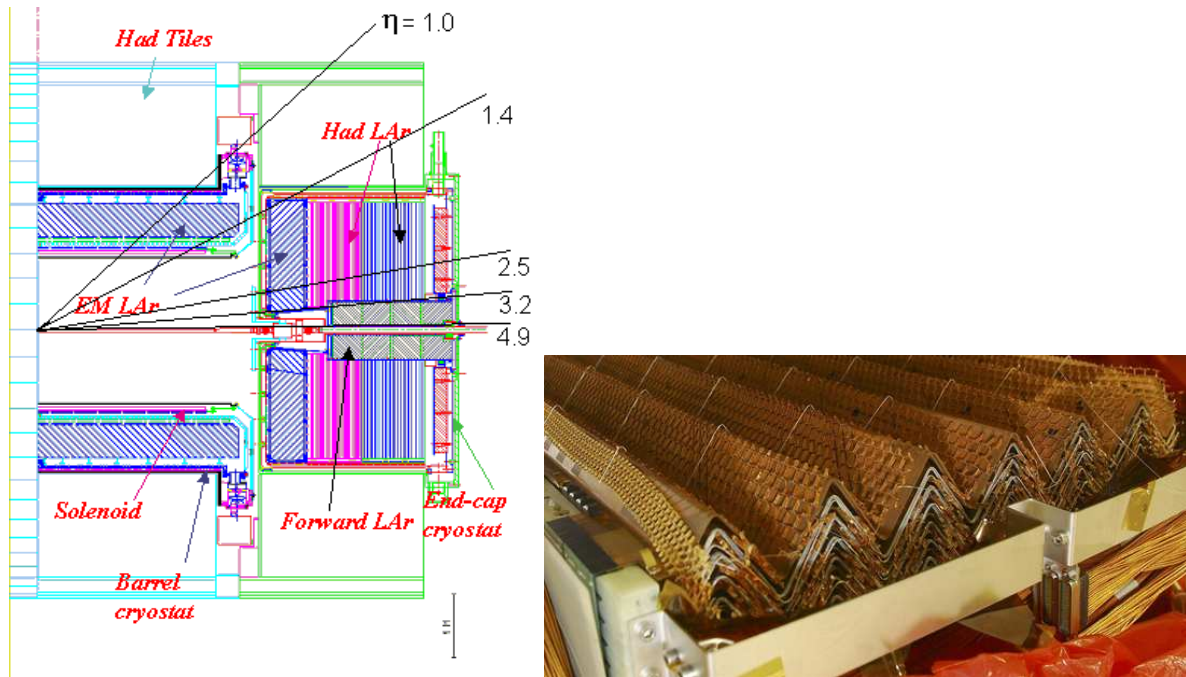 η = 1.0
Had Tiles
1.4
Had LAr
2.5
EM LAr
3.2
4.9
Solenoid
Forward LAr
End-cap
cryostat
Barrel
cryostat
1M